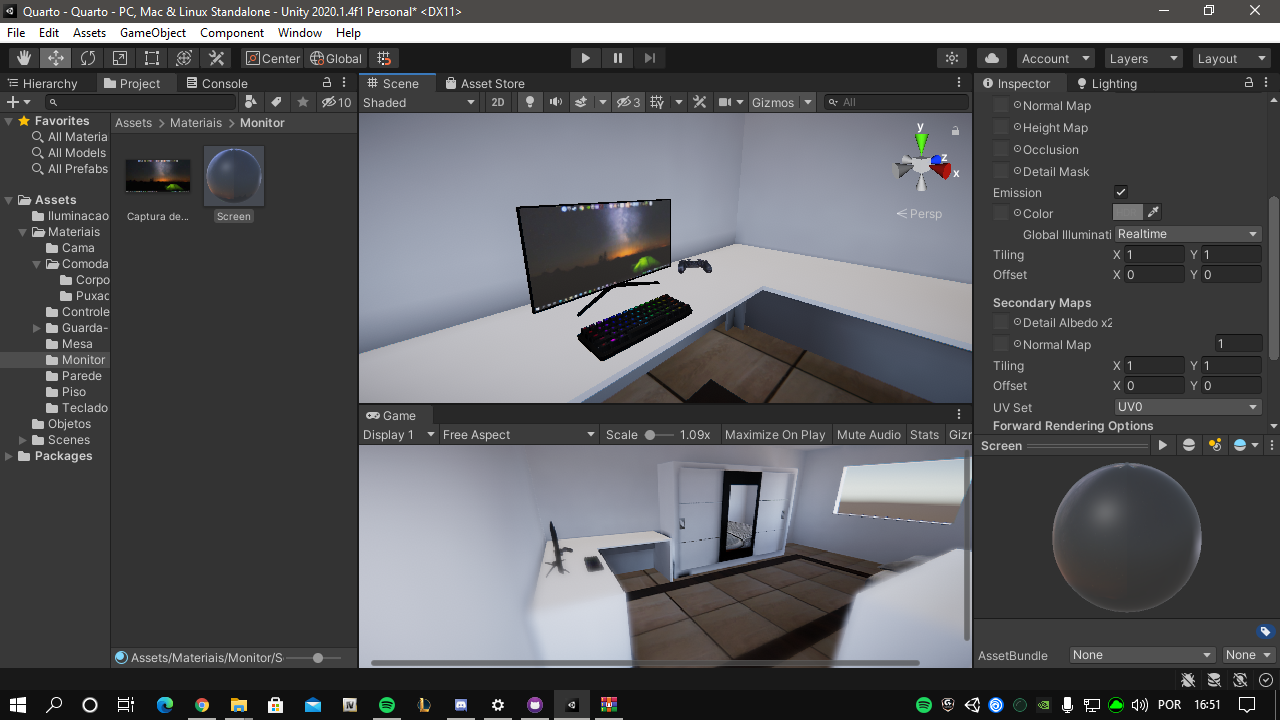 Quarto - Quarto - PC, Mac & Linux Standalone - Unity 2020.1.4f1 Personal* <DX11>
File Edit Assets GameObject Component Window Help
Center Global Account Layers Layout
Hierarchy Project Console
10
Favorites
All Materia
All Models
All Prefabs
Assets
Iluminacao
Materiais
Cama
Comoda
Corpo
Puxad
Controle
Guarda-
Mesa
Monitor
Parede
Piso
Teclado
Objetos
Scenes
Packages
Assets Materiais Monitor
Captura de...
Screen
Assets/Materiais/Monitor/S
Scene Asset Store
Shaded 2D 3 Gizmos All
y
z
x
Persp
Game
Display 1 Free Aspect Scale 1.09x Maximize On Play Mute Audio Stats Giz
Inspector Lighting
Normal Map
Height Map
Occlusion
Detail Mask
Emission
Color
Global Illuminati Realtime
Tiling X 1 Y 1
Offset X 0 Y 0
Secondary Maps
Detail Albedo x2
Normal Map 1
Tiling X 1 Y 1
Offset X 0 Y 0
UV Set UV0
Forward Rendering Options
Screen
AssetBundle None None
POR 16:51